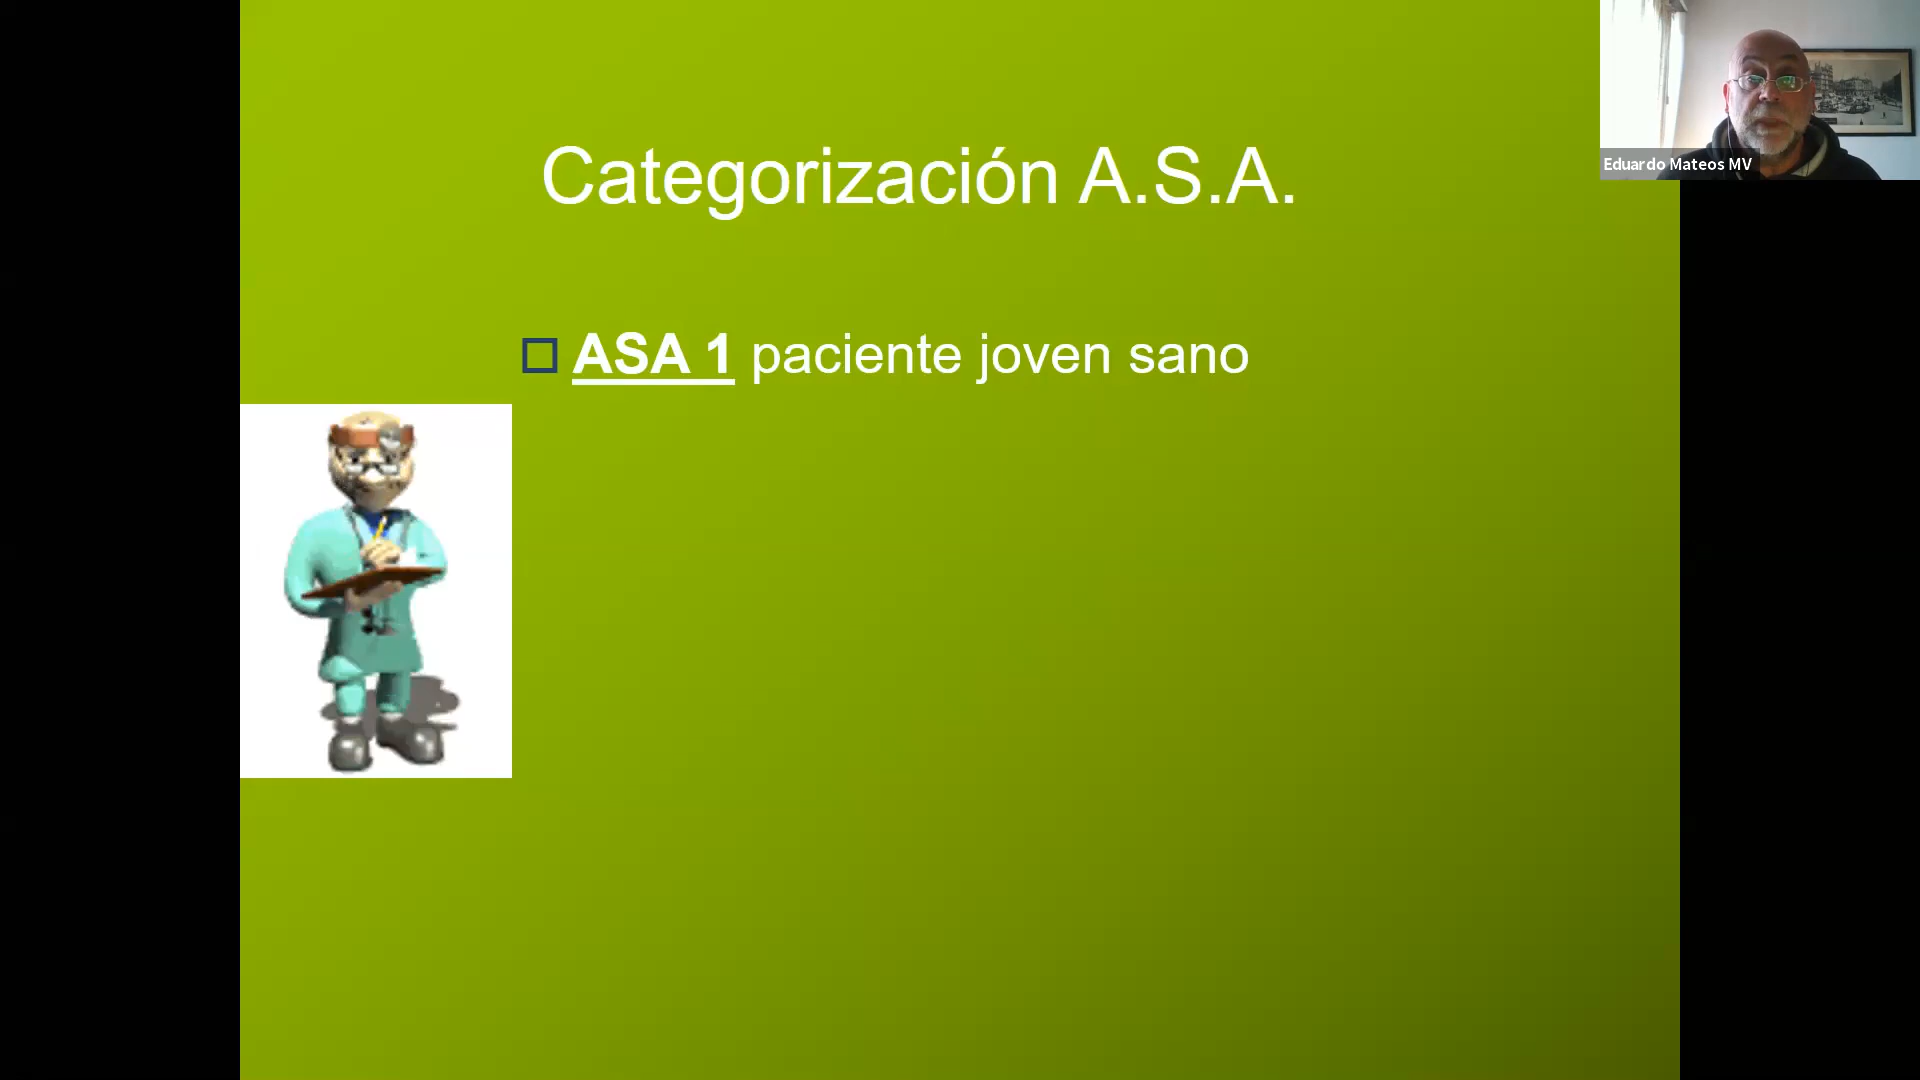 Categorización A.S.A.
ASA 1 paciente joven sano
Eduardo Mateos MV